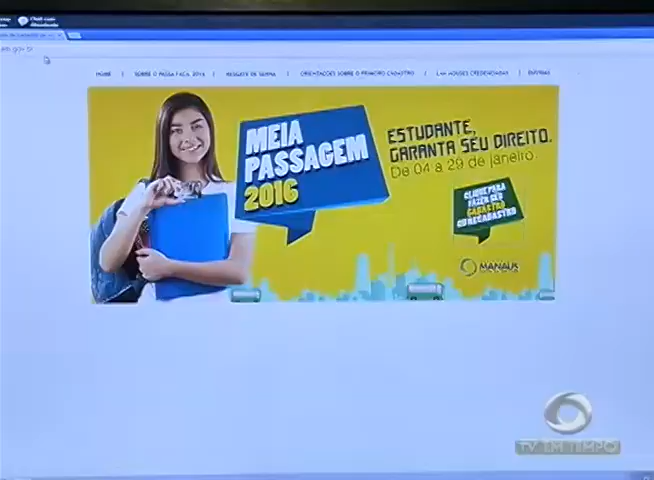 .gov.br
HOME | SOBRE O PASSA FÁCIL 2016 | RESGATE DE SENHA | ORIENTAÇÕES SOBRE O PRIMEIRO CADASTRO | LAN HOUSES CREDENCIADAS |
MEIA
PASSAGEM
2016
ESTUDANTE,
GARANTA SEU DIREITO.
De 04 a 29 de janeiro.
CLIQUE PARA
FAZER SEU
CADASTRO
OU RECADASTRO
MANAUS
TV EM TEMPO